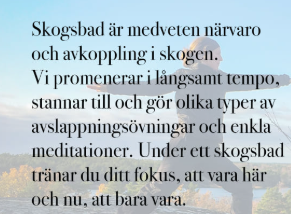 Skogsbad är medveten närvaro
och avkoppling i skogen.
Vi promenerar i långsamt tempo,
stannar till och gör olika typer av
avslappningsövningar och enkla
meditationer. Under ett skogsbad
tränar du ditt fokus, att vara här
och nu, att bara vara.